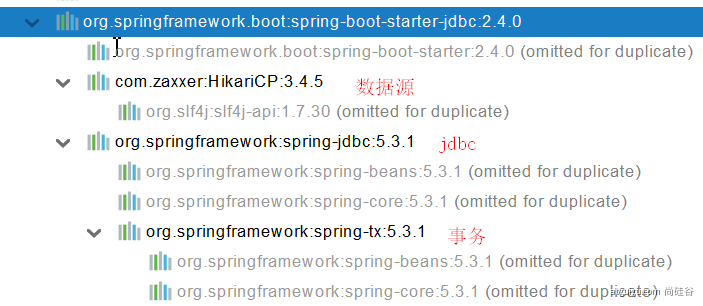 org.springframework.boot:spring-boot-starter-jdbc:2.4.0
org.springframework.boot:spring-boot-starter:2.4.0 (omitted for duplicate)
com.zaxxer:HikariCP:3.4.5 数据源
org.slf4j:slf4j-api:1.7.30 (omitted for duplicate)
org.springframework:spring-jdbc:5.3.1 jdbc
org.springframework:spring-beans:5.3.1 (omitted for duplicate)
org.springframework:spring-core:5.3.1 (omitted for duplicate)
org.springframework:spring-tx:5.3.1 事务
org.springframework:spring-beans:5.3.1 (omitted for duplicate)
org.springframework:spring-core:5.3.1 (omitted for duplicate)
尚硅谷